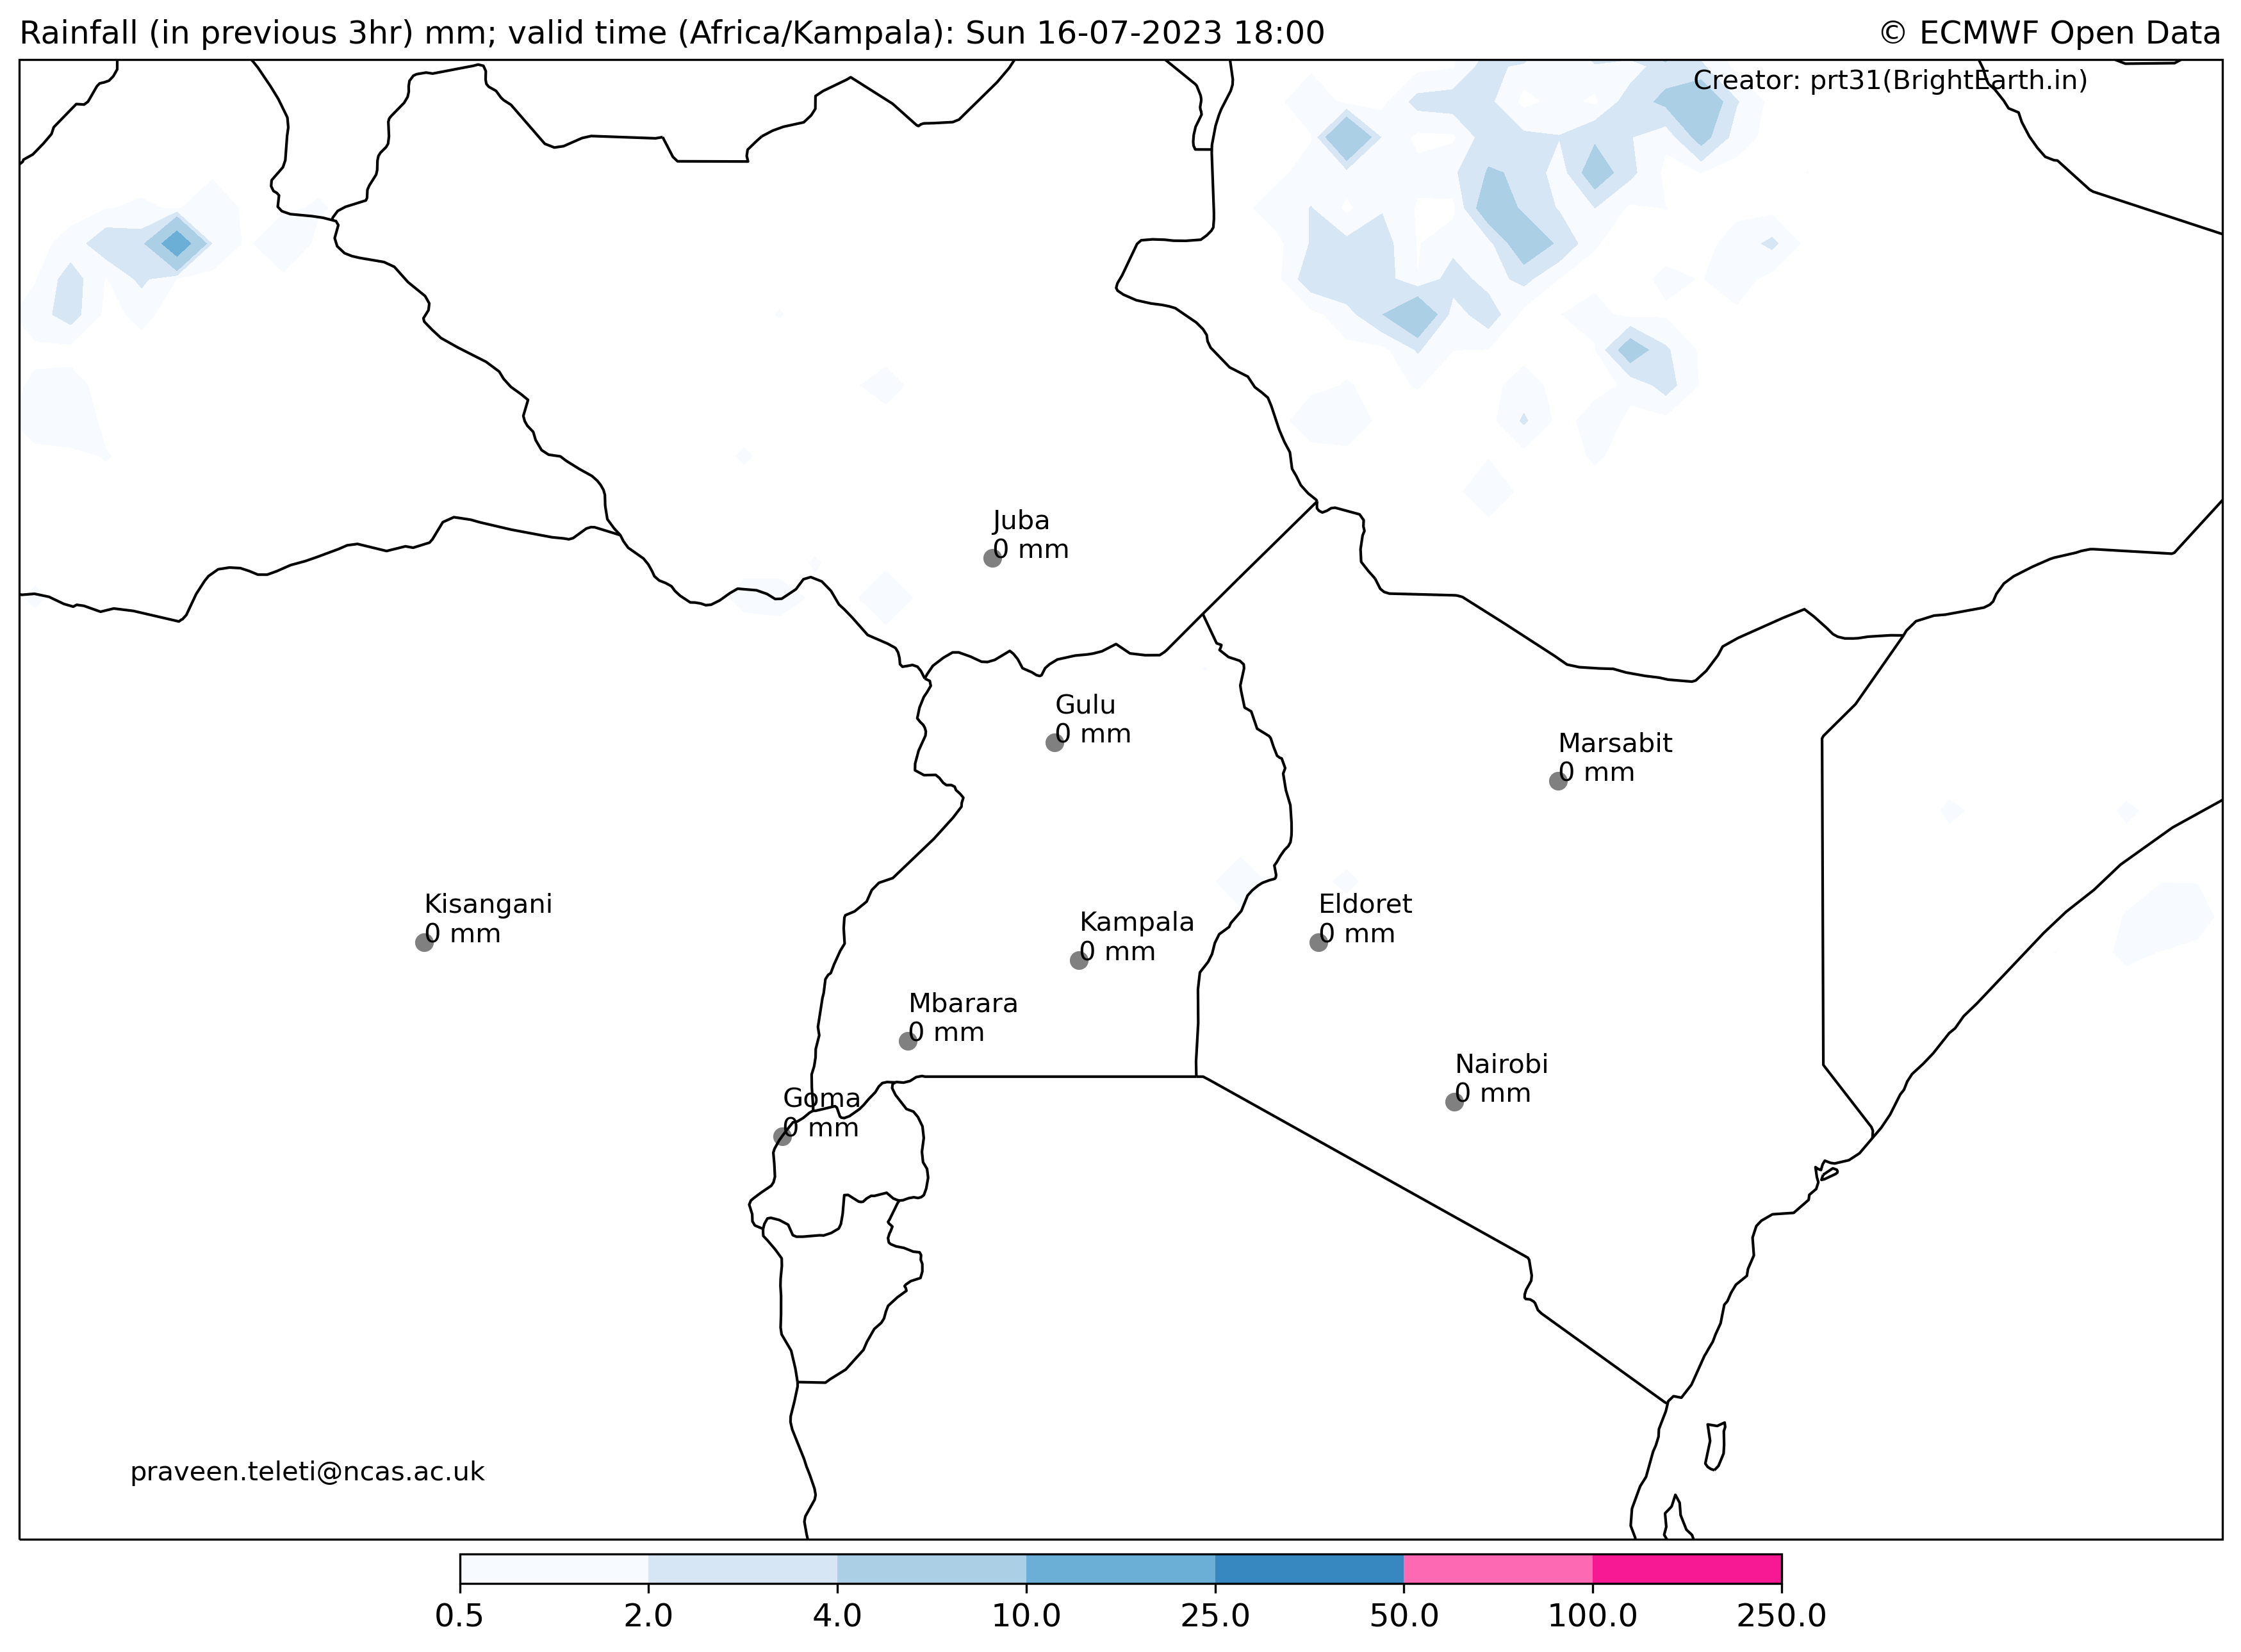 Rainfall (in previous 3hr) mm; valid time (Africa/Kampala): Sun 16-07-2023 18:00
© ECMWF Open Data
Creator: prt31(BrightEarth.in)
Juba
0 mm
Gulu
0 mm
Marsabit
0 mm
Kisangani
0 mm
Kampala
0 mm
Eldoret
0 mm
Mbarara
0 mm
Nairobi
0 mm
Goma
0 mm
praveen.teleti@ncas.ac.uk
0.5 2.0 4.0 10.0 25.0 50.0 100.0 250.0